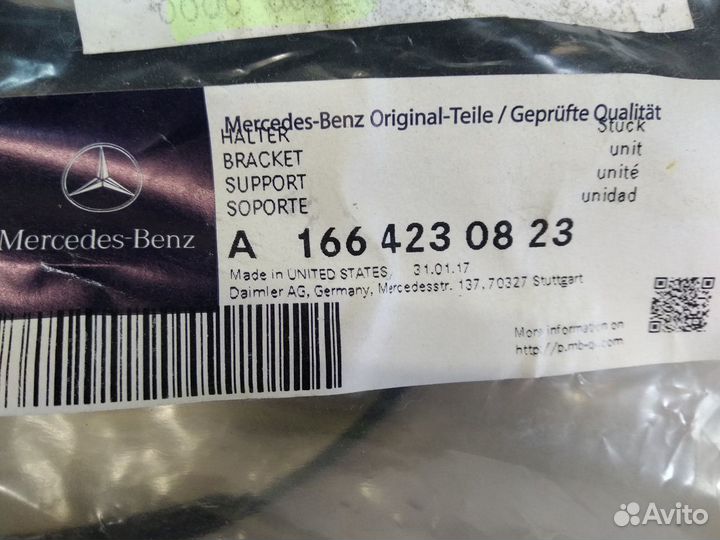 Mercedes-Benz Original-Teile / Geprüfte Qualität
HALTER Stück
BRACKET unit
SUPPORT unité
SOPORTE unidad
Mercedes-Benz
A 166 423 08 23
Made in UNITED STATES, 31.01.17
Daimler AG, Germany, Mercedesstr. 137, 70327 Stuttgart
More information on
Avito